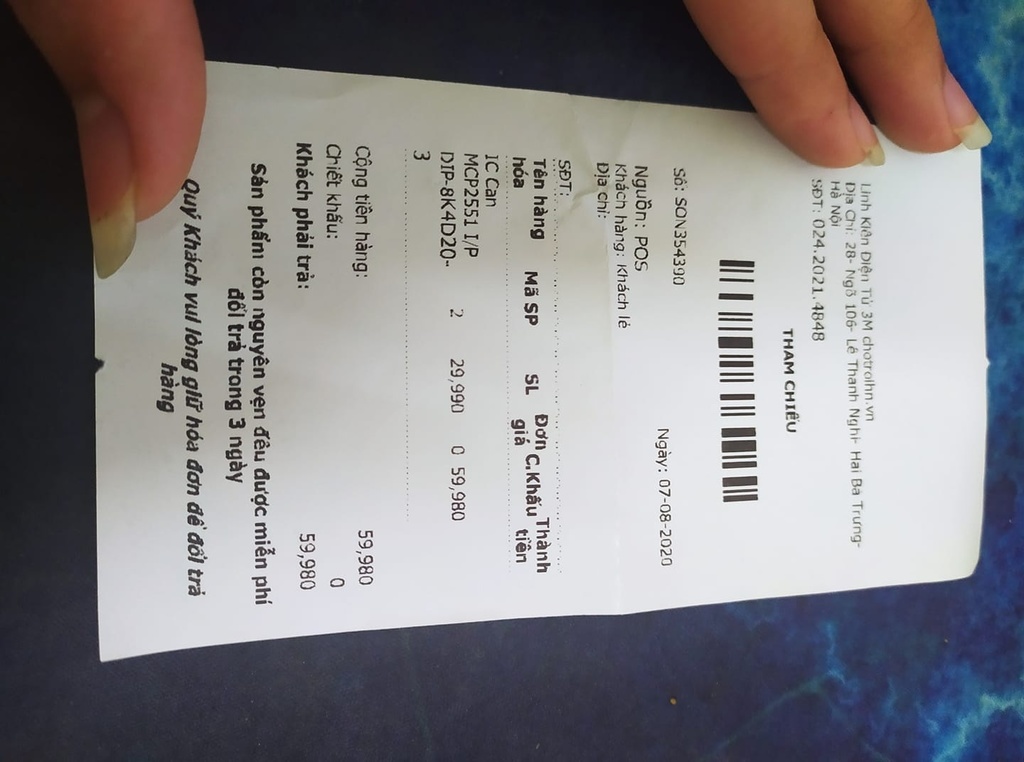 Linh Kiện Điện Tử 3M chotroihn.vn
Địa Chỉ: 28- Ngõ 106- Lê Thanh Nghị- Hai Bà Trưng-
Hà Nội
SĐT: 024.2021.4848
THAM CHIẾU
Số: SON354390 Ngày: 07-08-2020
Nguồn: POS
Khách hàng: Khách lẻ
Địa chỉ:
SĐT:
Tên hàng Mã SP SL Đơn C.Khấu Thành
hóa giá tiền
IC Can
MCP2551 I/P
DIP-8K4D20- 2 29,990 0 59,980
3
Cộng tiền hàng: 59,980
Chiết khấu: 0
Khách phải trả: 59,980
Sản phẩm còn nguyên vẹn đều được miễn phí
đổi trả trong 3 ngày
Quý Khách vui lòng giữ hóa đơn để đổi trả
hàng